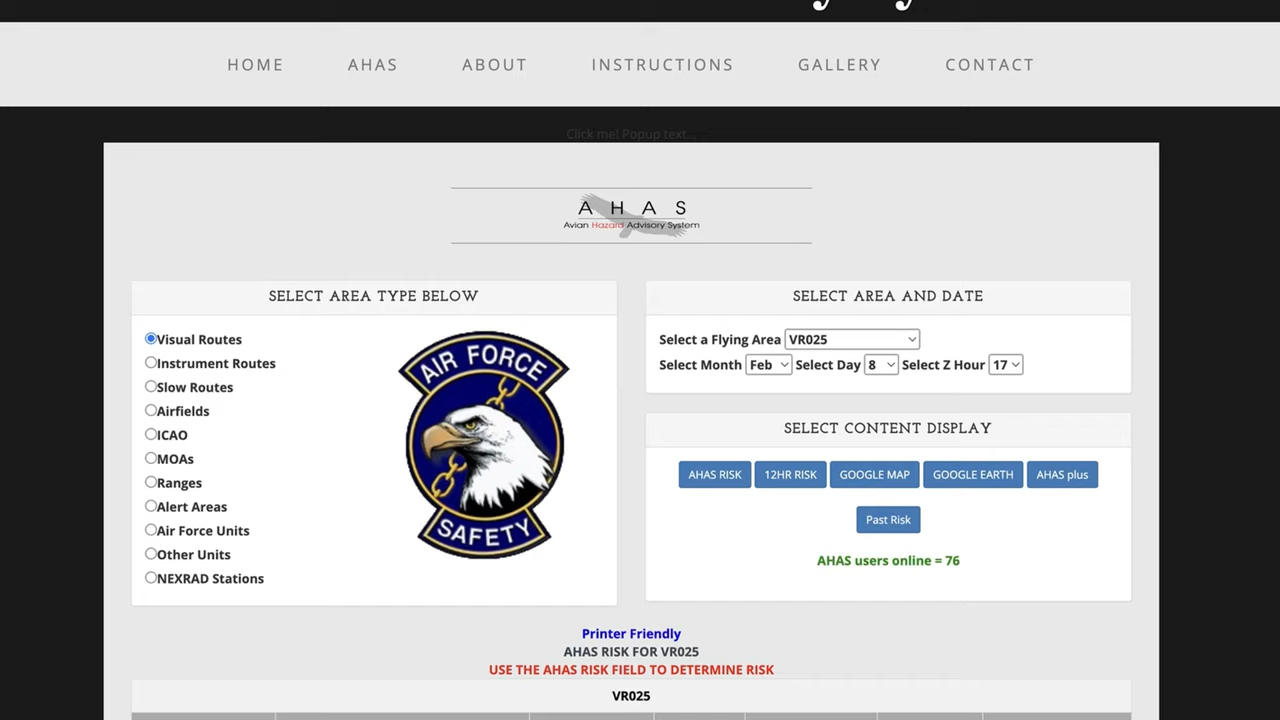 HOME AHAS ABOUT INSTRUCTIONS GALLERY CONTACT
Click me! Popup text...
A H A S
Avian Hazard Advisory System
SELECT AREA TYPE BELOW
Visual Routes
Instrument Routes
Slow Routes
Airfields
ICAO
MOAs
Ranges
Alert Areas
Air Force Units
Other Units
NEXRAD Stations
AIR FORCE
SAFETY
SELECT AREA AND DATE
Select a Flying Area VR025
Select Month Feb Select Day 8 Select Z Hour 17
SELECT CONTENT DISPLAY
AHAS RISK 12HR RISK GOOGLE MAP GOOGLE EARTH AHAS plus
Past Risk
AHAS users online = 76
Printer Friendly
AHAS RISK FOR VR025
USE THE AHAS RISK FIELD TO DETERMINE RISK
VR025